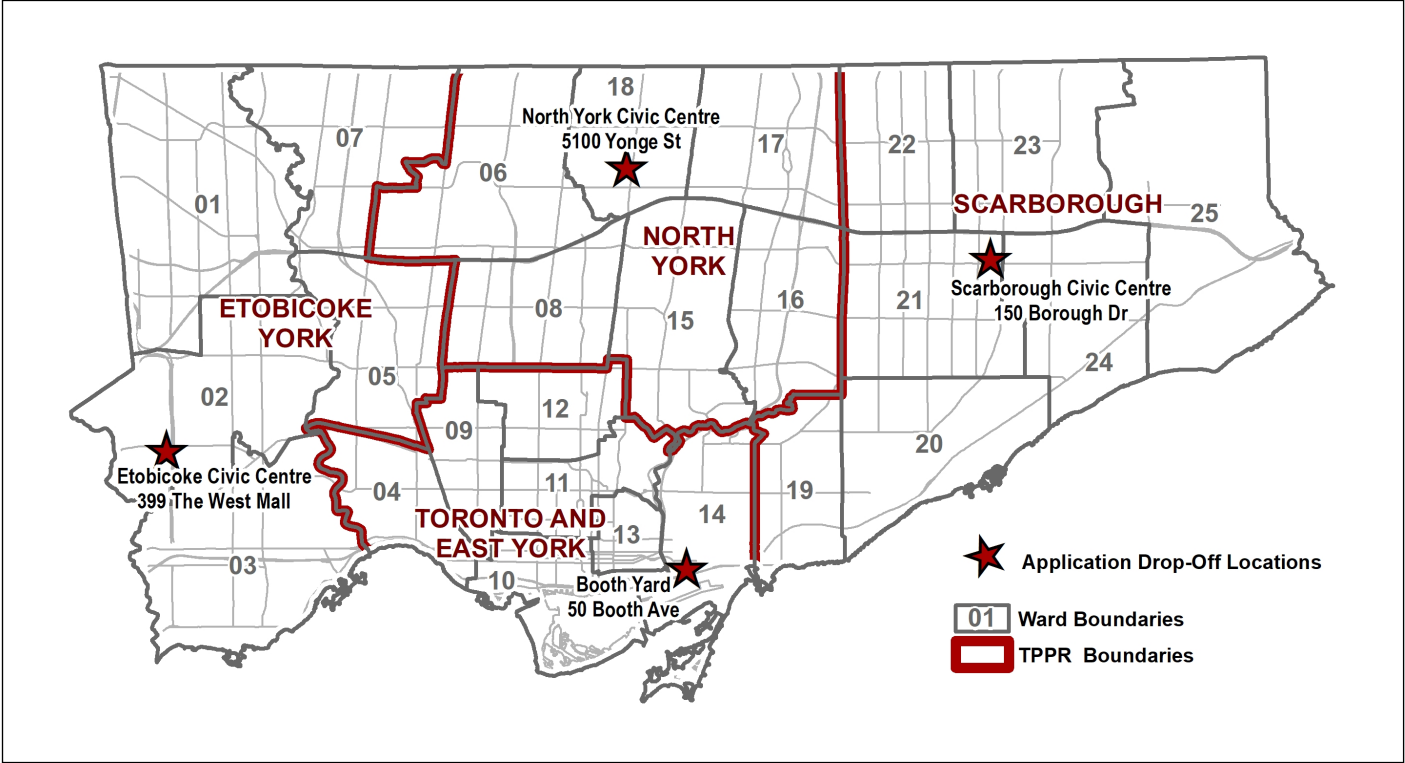 18
North York Civic Centre
5100 Yonge St
07
17
22
23
06
01
SCARBOROUGH
25
NORTH
YORK
Scarborough Civic Centre
150 Borough Dr
ETOBICOKE
YORK
08
15
16
21
24
05
02
12
09
20
Etobicoke Civic Centre
399 The West Mall
04
11
19
14
13
TORONTO AND
EAST YORK
03
10
Booth Yard
50 Booth Ave
Application Drop-Off Locations
01 Ward Boundaries
TPPR Boundaries